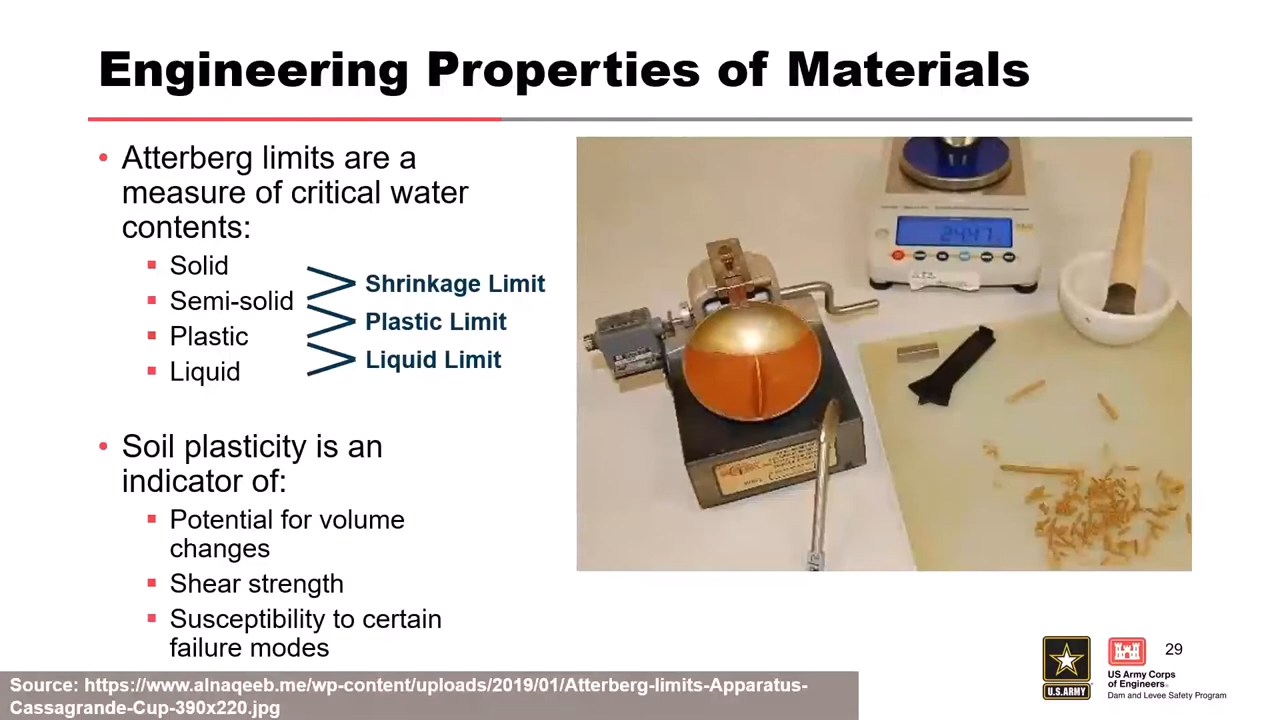 Engineering Properties of Materials
• Atterberg limits are a
measure of critical water
contents:
▪ Solid
▪ Semi-solid
▪ Plastic
▪ Liquid
Shrinkage Limit
Plastic Limit
Liquid Limit
• Soil plasticity is an
indicator of:
▪ Potential for volume
changes
▪ Shear strength
▪ Susceptibility to certain
failure modes
U.S.ARMY
US Army Corps
of Engineers®
Dam and Levee Safety Program
29
Source: https://www.alnaqeeb.me/wp-content/uploads/2019/01/Atterberg-limits-Apparatus-
Cassagrande-Cup-390x220.jpg